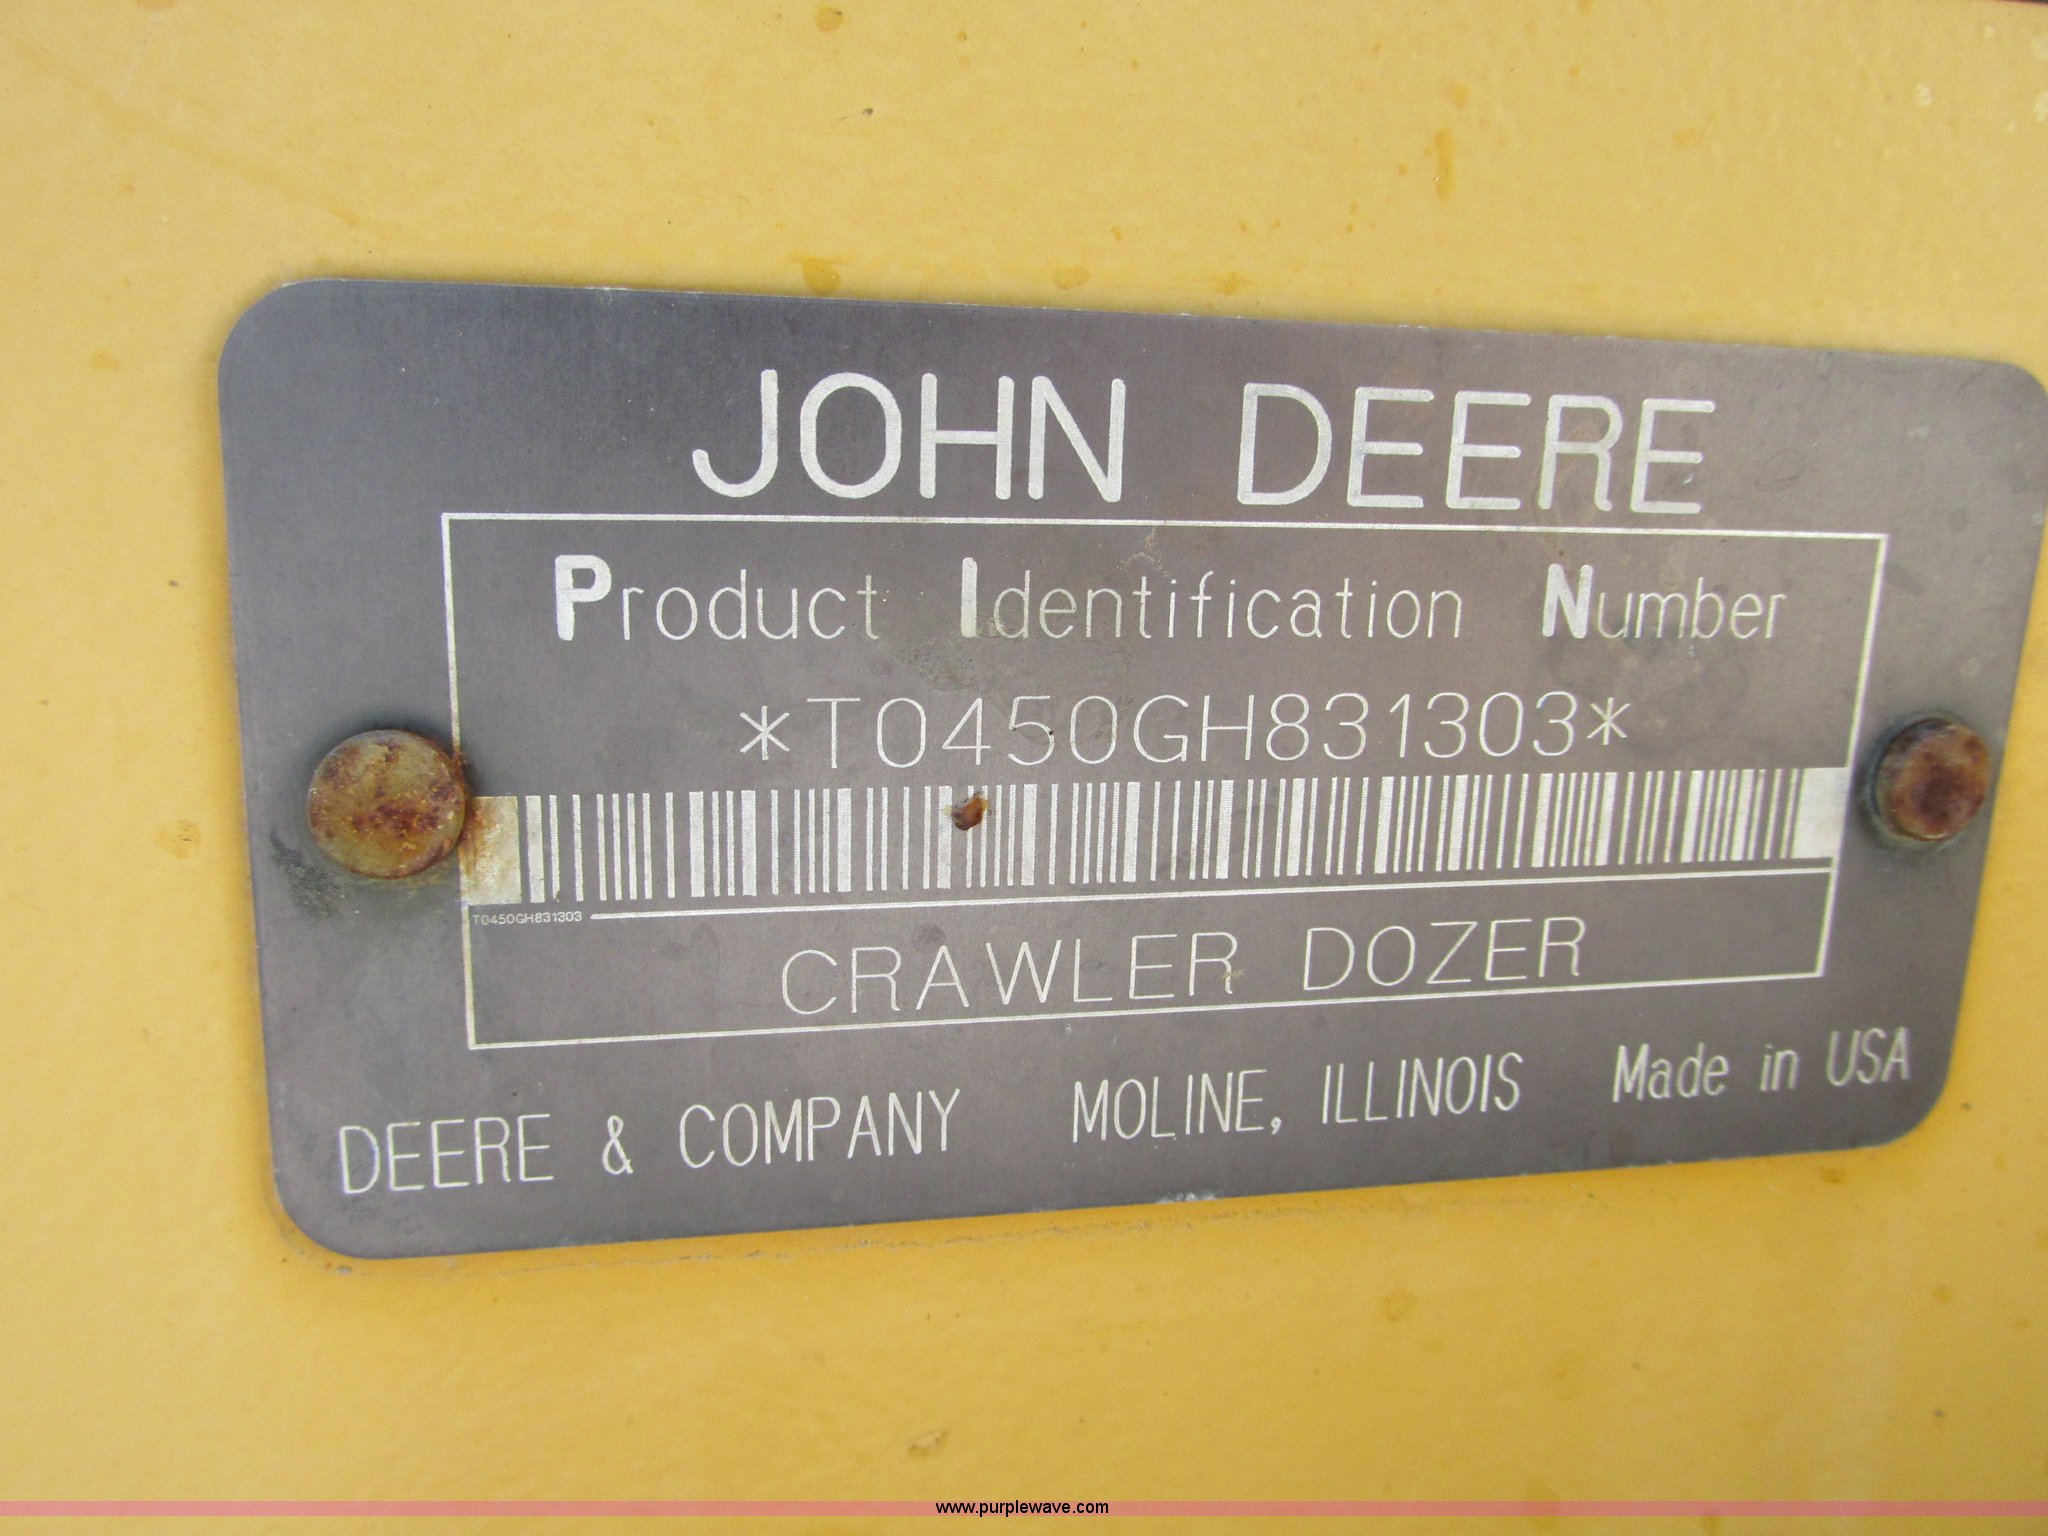 JOHN DEERE
Product Identification Number
*T0450GH831303*
T0450GH831303
CRAWLER DOZER
DEERE & COMPANY MOLINE, ILLINOIS Made in USA
www.purplewave.com